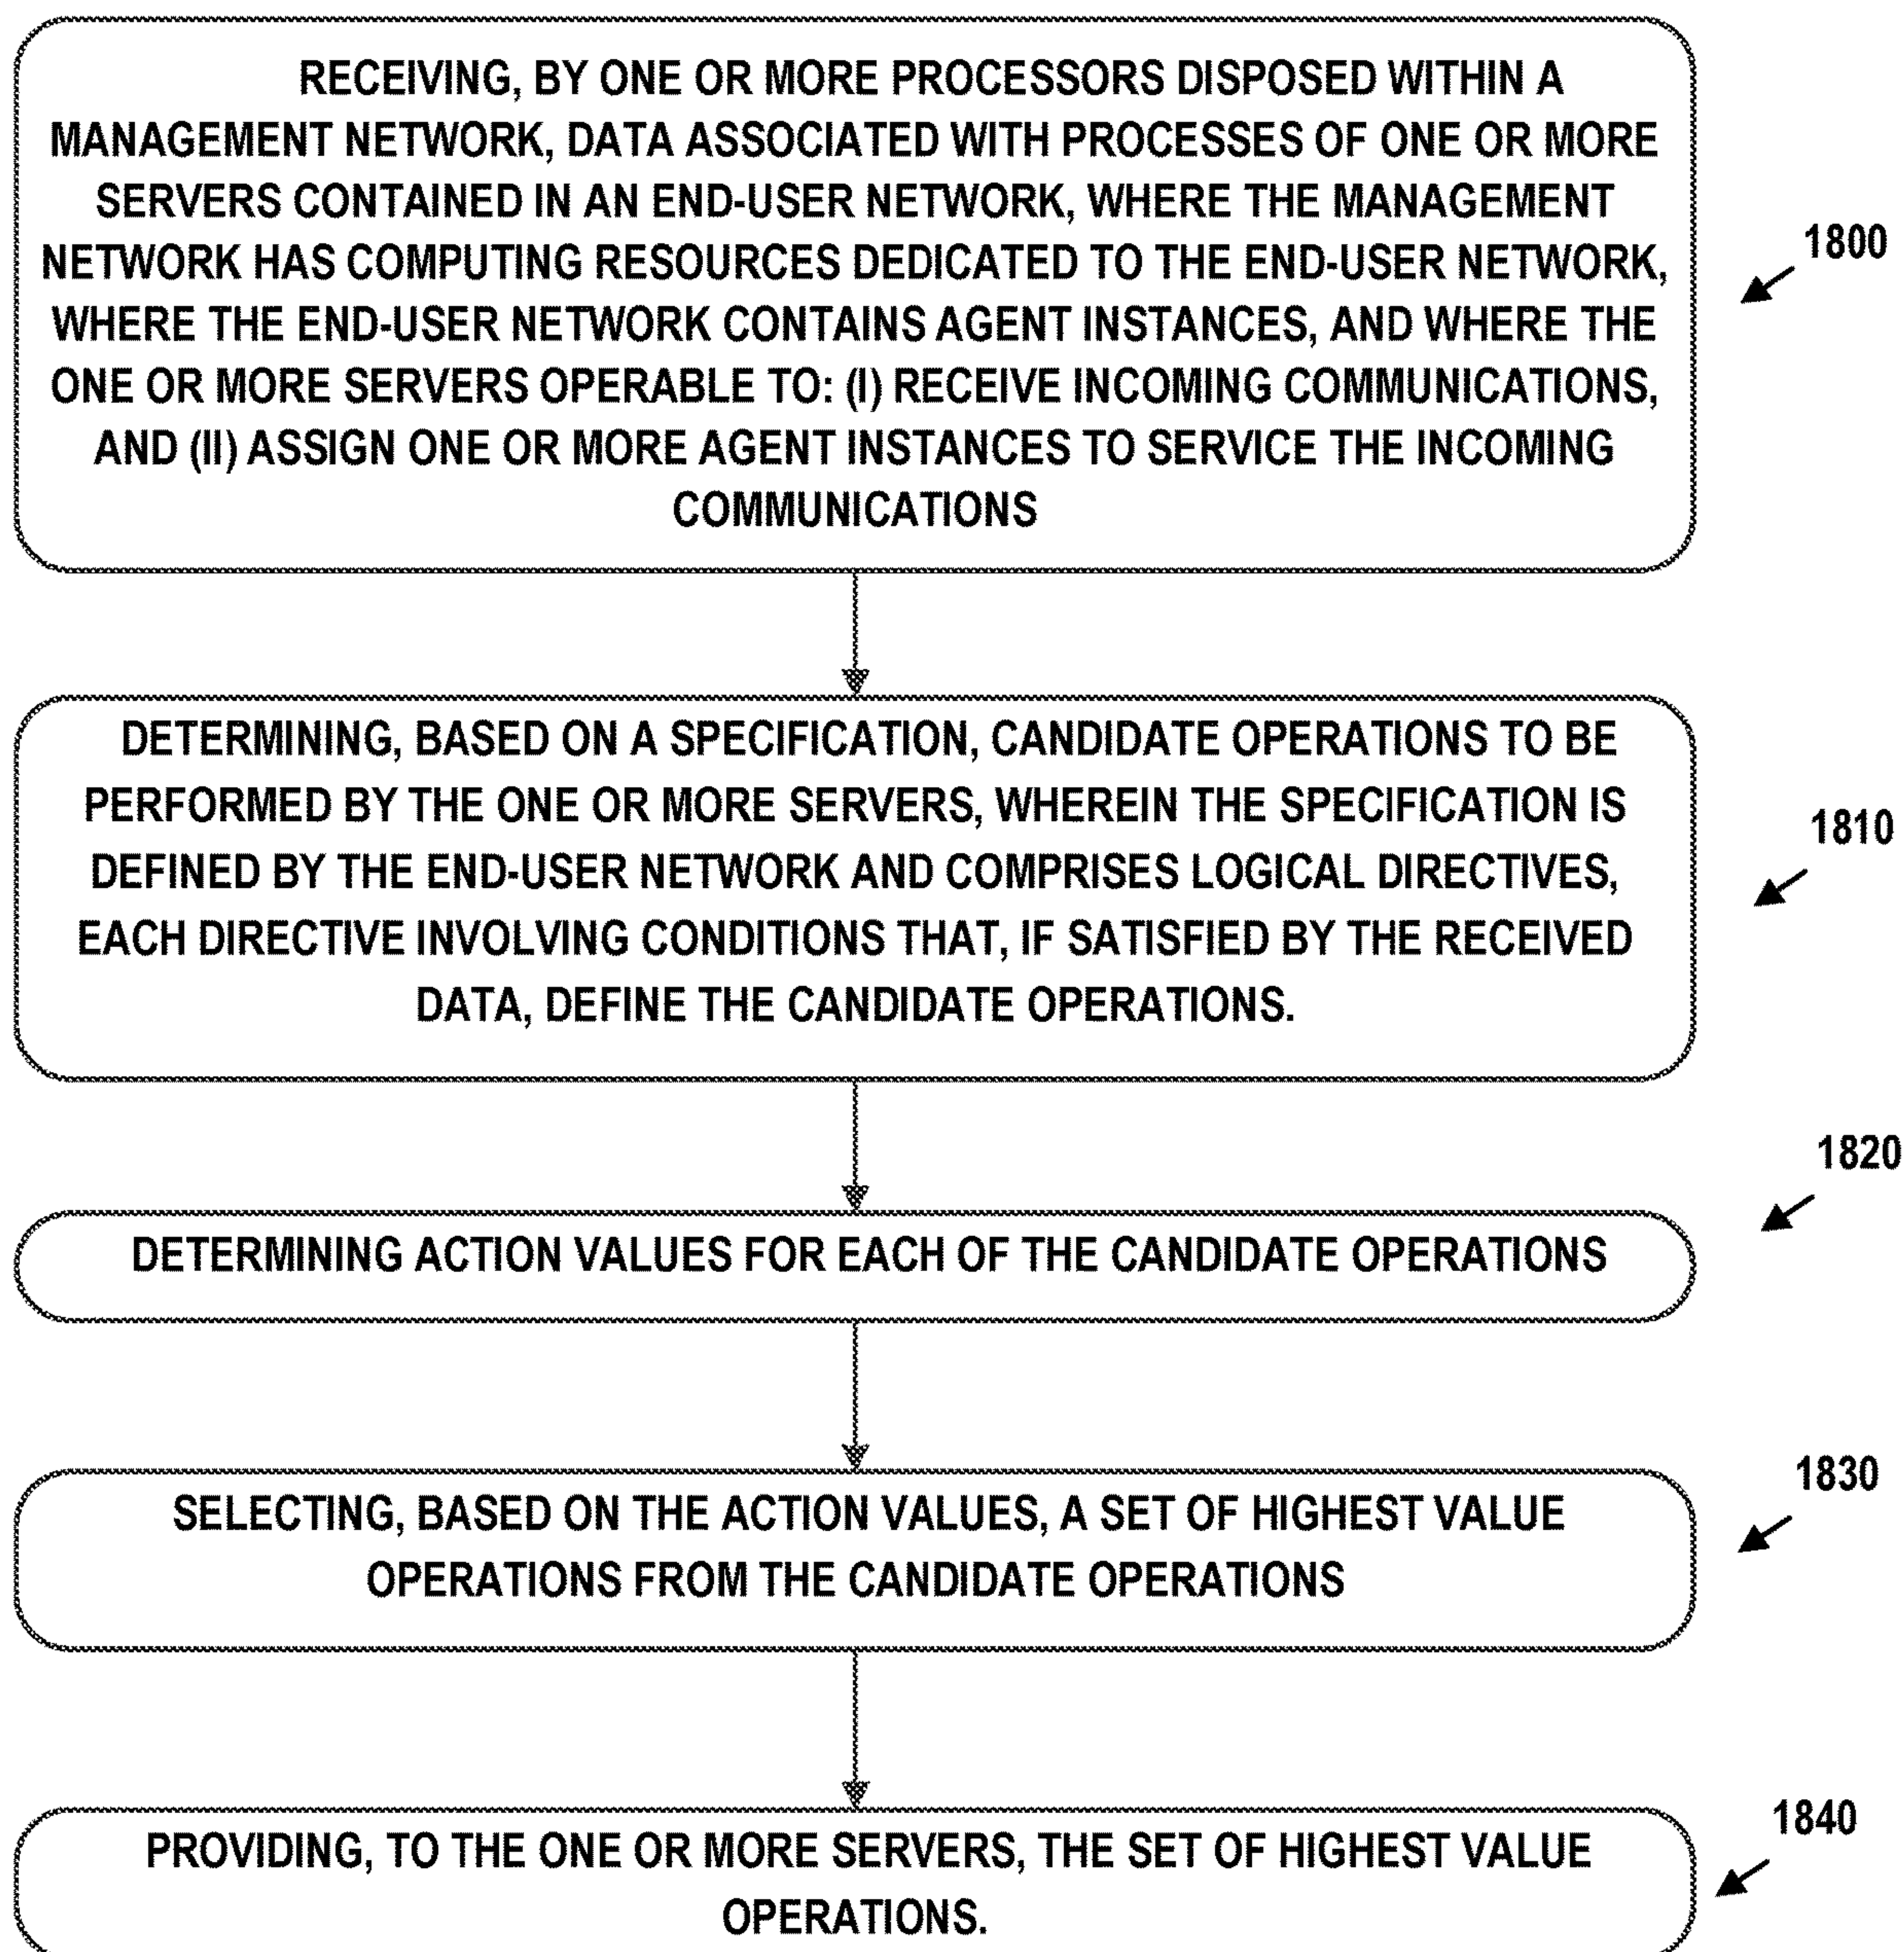 RECEIVING, BY ONE OR MORE PROCESSORS DISPOSED WITHIN A
MANAGEMENT NETWORK, DATA ASSOCIATED WITH PROCESSES OF ONE OR MORE
SERVERS CONTAINED IN AN END-USER NETWORK, WHERE THE MANAGEMENT
NETWORK HAS COMPUTING RESOURCES DEDICATED TO THE END-USER NETWORK,
WHERE THE END-USER NETWORK CONTAINS AGENT INSTANCES, AND WHERE THE
ONE OR MORE SERVERS OPERABLE TO: (I) RECEIVE INCOMING COMMUNICATIONS,
AND (II) ASSIGN ONE OR MORE AGENT INSTANCES TO SERVICE THE INCOMING
COMMUNICATIONS
1800
DETERMINING, BASED ON A SPECIFICATION, CANDIDATE OPERATIONS TO BE
PERFORMED BY THE ONE OR MORE SERVERS, WHEREIN THE SPECIFICATION IS
DEFINED BY THE END-USER NETWORK AND COMPRISES LOGICAL DIRECTIVES,
EACH DIRECTIVE INVOLVING CONDITIONS THAT, IF SATISFIED BY THE RECEIVED
DATA, DEFINE THE CANDIDATE OPERATIONS.
1810
DETERMINING ACTION VALUES FOR EACH OF THE CANDIDATE OPERATIONS
1820
SELECTING, BASED ON THE ACTION VALUES, A SET OF HIGHEST VALUE
OPERATIONS FROM THE CANDIDATE OPERATIONS
1830
PROVIDING, TO THE ONE OR MORE SERVERS, THE SET OF HIGHEST VALUE
OPERATIONS.
1840